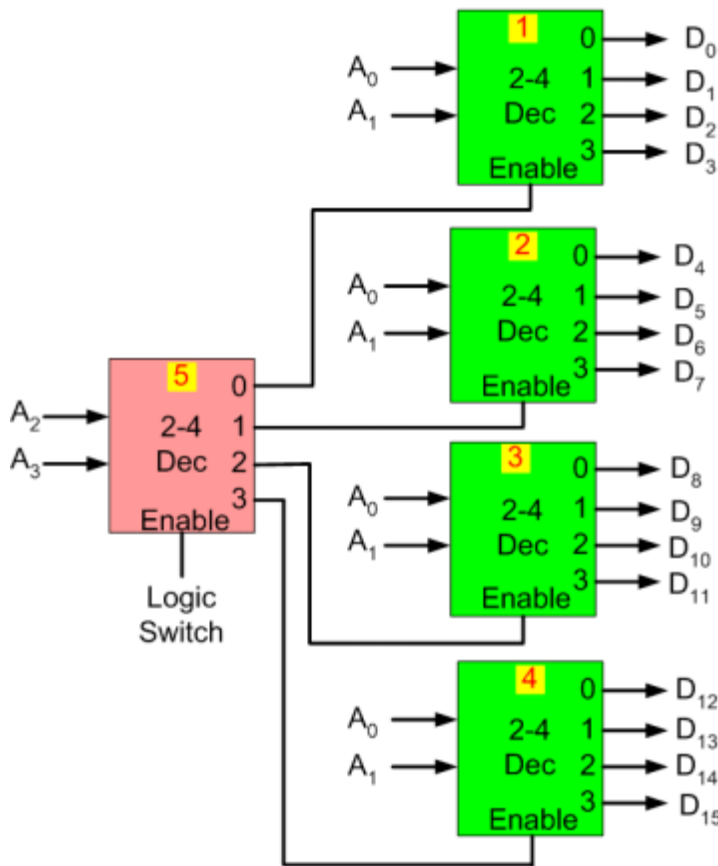 1
A₀
A₁
2-4
Dec
Enable
0
1
2
3
D₀
D₁
D₂
D₃
2
A₀
A₁
2-4
Dec
Enable
0
1
2
3
D₄
D₅
D₆
D₇
5
A₂
A₃
2-4
Dec
Enable
0
1
2
3
Logic
Switch
3
A₀
A₁
2-4
Dec
Enable
0
1
2
3
D₈
D₉
D₁₀
D₁₁
4
A₀
A₁
2-4
Dec
Enable
0
1
2
3
D₁₂
D₁₃
D₁₄
D₁₅